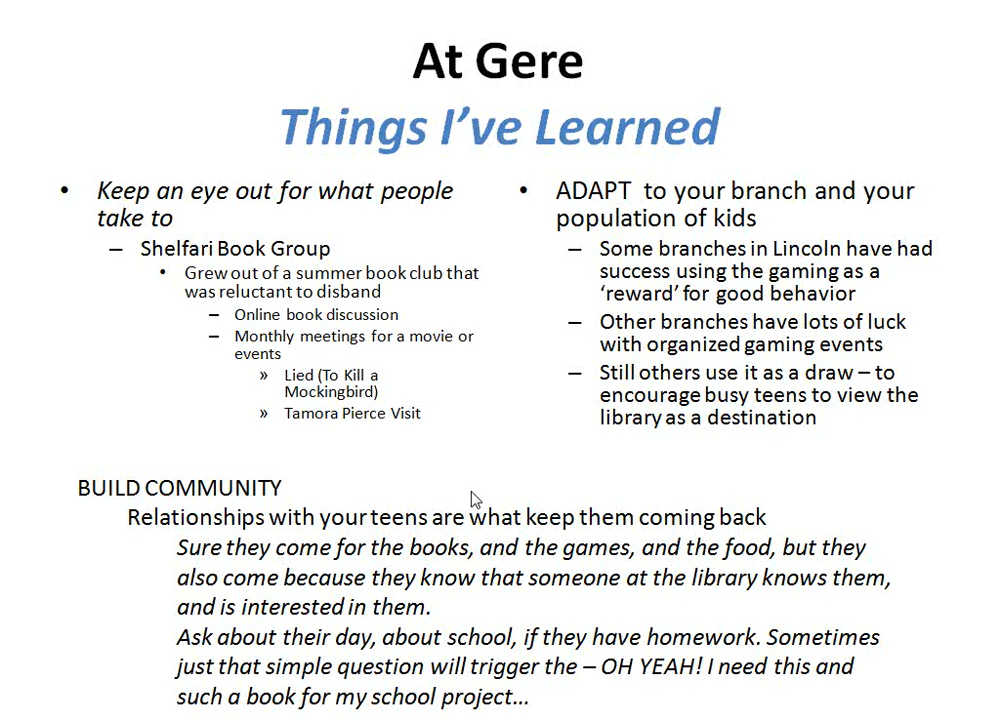 At Gere
Things I've Learned
• Keep an eye out for what people
take to
– Shelfari Book Group
• Grew out of a summer book club that
was reluctant to disband
– Online book discussion
– Monthly meetings for a movie or
events
» Lied (To Kill a
Mockingbird)
» Tamora Pierce Visit
• ADAPT to your branch and your
population of kids
– Some branches in Lincoln have had
success using the gaming as a
‘reward’ for good behavior
– Other branches have lots of luck
with organized gaming events
– Still others use it as a draw – to
encourage busy teens to view the
library as a destination
BUILD COMMUNITY
Relationships with your teens are what keep them coming back
Sure they come for the books, and the games, and the food, but they
also come because they know that someone at the library knows them,
and is interested in them.
Ask about their day, about school, if they have homework. Sometimes
just that simple question will trigger the – OH YEAH! I need this and
such a book for my school project…